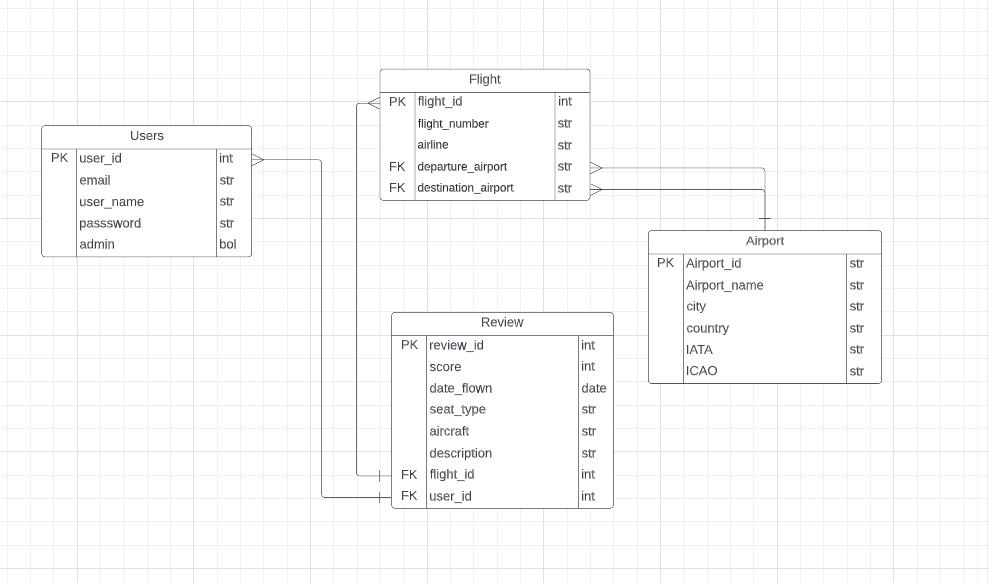 Flight
PK flight_id int
flight_number str
airline str
FK departure_airport str
FK destination_airport str
Users
PK user_id int
email str
user_name str
passsword str
admin bol
Airport
PK Airport_id str
Airport_name str
city str
country str
IATA str
ICAO str
Review
PK review_id int
score int
date_flown date
seat_type str
aircraft str
description str
FK flight_id int
FK user_id int